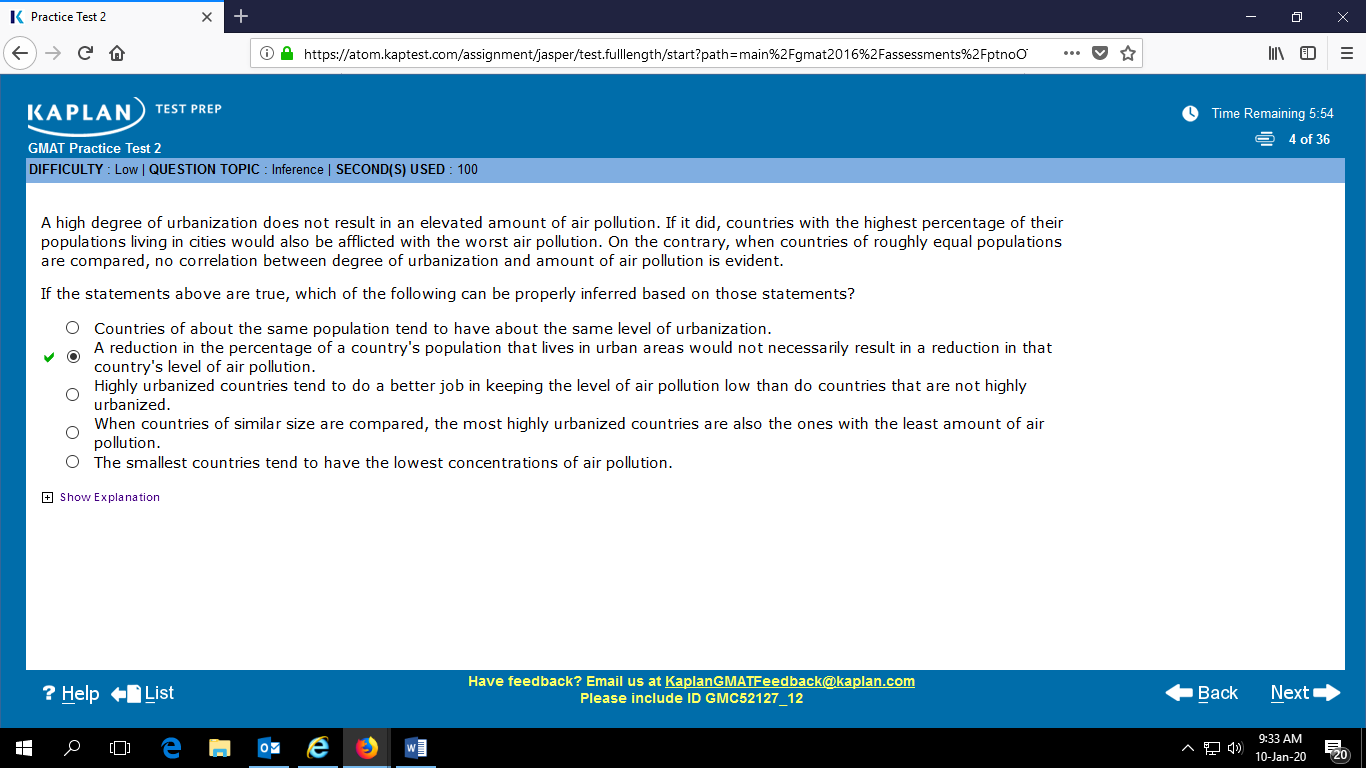 Practice Test 2
https://atom.kaptest.com/assignment/jasper/test.fulllength/start?path=main%2Fgmat2016%2Fassessments%2FptnoO
KAPLAN TEST PREP
Time Remaining 5:54
GMAT Practice Test 2
4 of 36
DIFFICULTY : Low | QUESTION TOPIC : Inference | SECOND(S) USED : 100
A high degree of urbanization does not result in an elevated amount of air pollution. If it did, countries with the highest percentage of their
populations living in cities would also be afflicted with the worst air pollution. On the contrary, when countries of roughly equal populations
are compared, no correlation between degree of urbanization and amount of air pollution is evident.
If the statements above are true, which of the following can be properly inferred based on those statements?
Countries of about the same population tend to have about the same level of urbanization.
A reduction in the percentage of a country's population that lives in urban areas would not necessarily result in a reduction in that
country's level of air pollution.
Highly urbanized countries tend to do a better job in keeping the level of air pollution low than do countries that are not highly
urbanized.
When countries of similar size are compared, the most highly urbanized countries are also the ones with the least amount of air
pollution.
The smallest countries tend to have the lowest concentrations of air pollution.
Show Explanation
Have feedback? Email us at KaplanGMATFeedback@kaplan.com
Please include ID GMC52127_12
? Help List
Back Next
9:33 AM
10-Jan-20
20